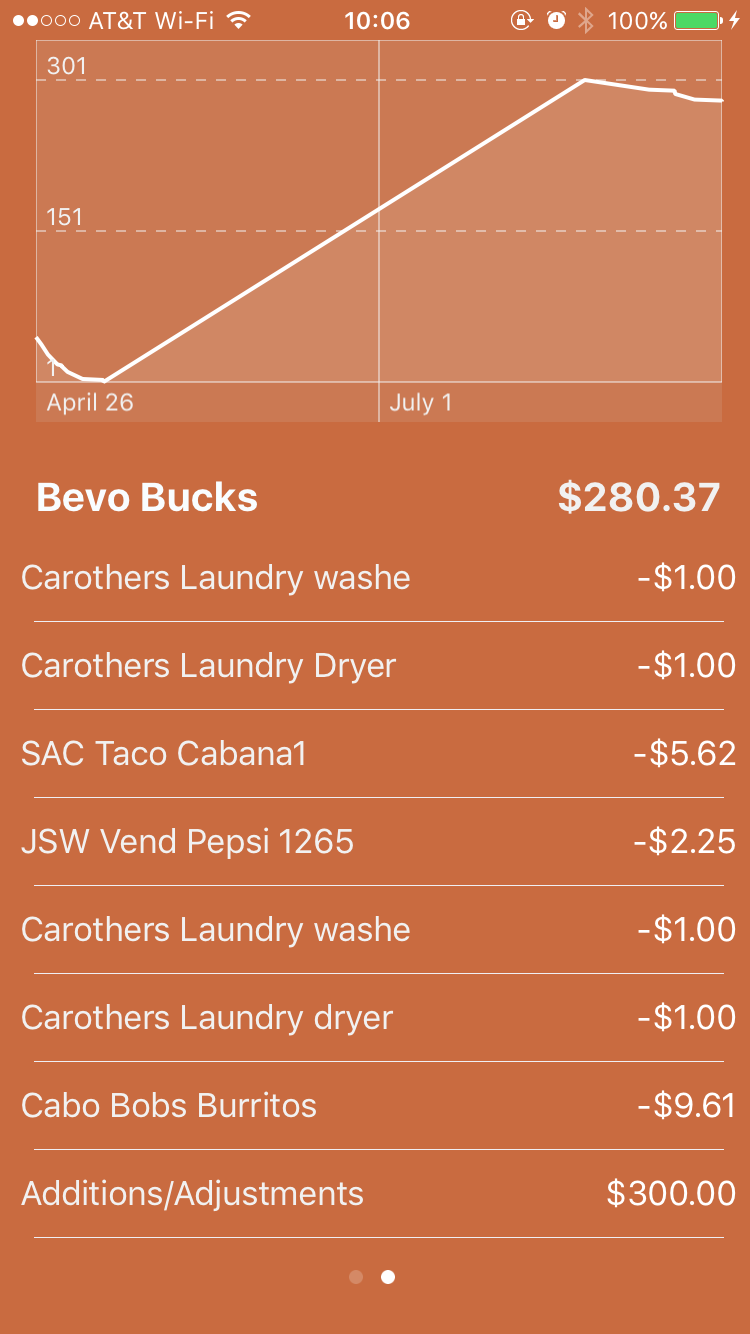 AT&T Wi-Fi 10:06 100%
301
151
1
April 26 July 1
Bevo Bucks $280.37
Carothers Laundry washe -$1.00
Carothers Laundry Dryer -$1.00
SAC Taco Cabana1 -$5.62
JSW Vend Pepsi 1265 -$2.25
Carothers Laundry washe -$1.00
Carothers Laundry dryer -$1.00
Cabo Bobs Burritos -$9.61
Additions/Adjustments $300.00